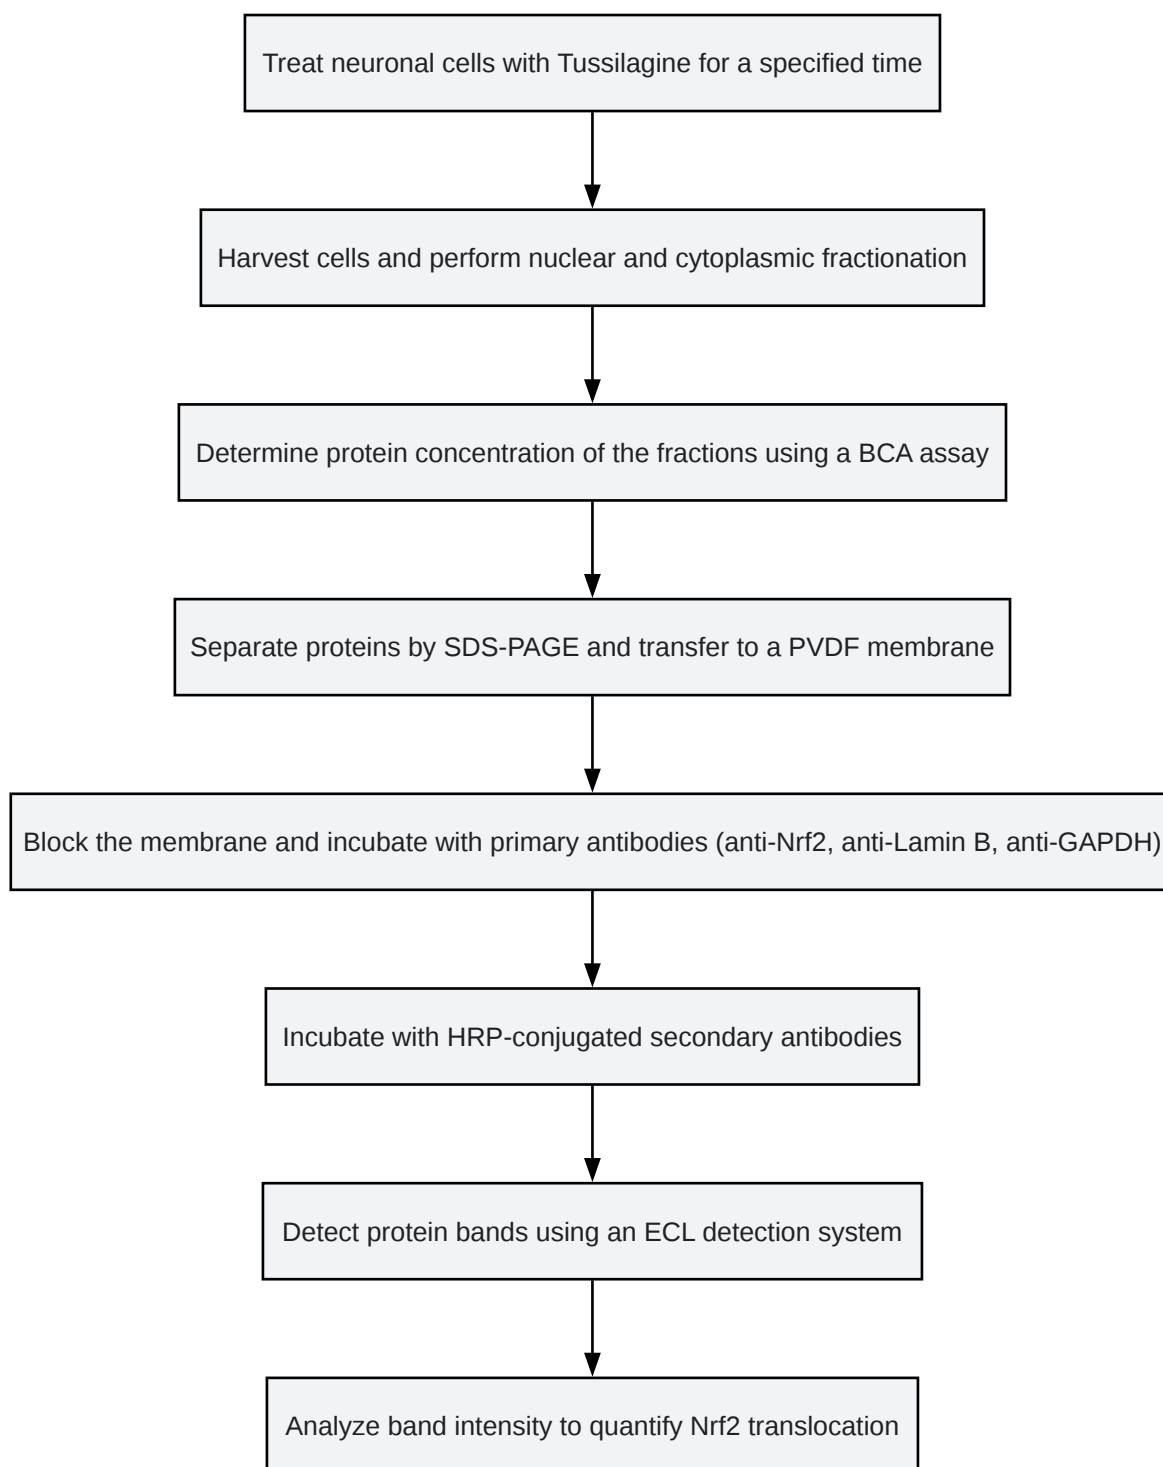 Treat neuronal cells with Tussilagine for a specified time
Harvest cells and perform nuclear and cytoplasmic fractionation
Determine protein concentration of the fractions using a BCA assay
Separate proteins by SDS-PAGE and transfer to a PVDF membrane
Block the membrane and incubate with primary antibodies (anti-Nrf2, anti-Lamin B, anti-GAPDH)
Incubate with HRP-conjugated secondary antibodies
Detect protein bands using an ECL detection system
Analyze band intensity to quantify Nrf2 translocation